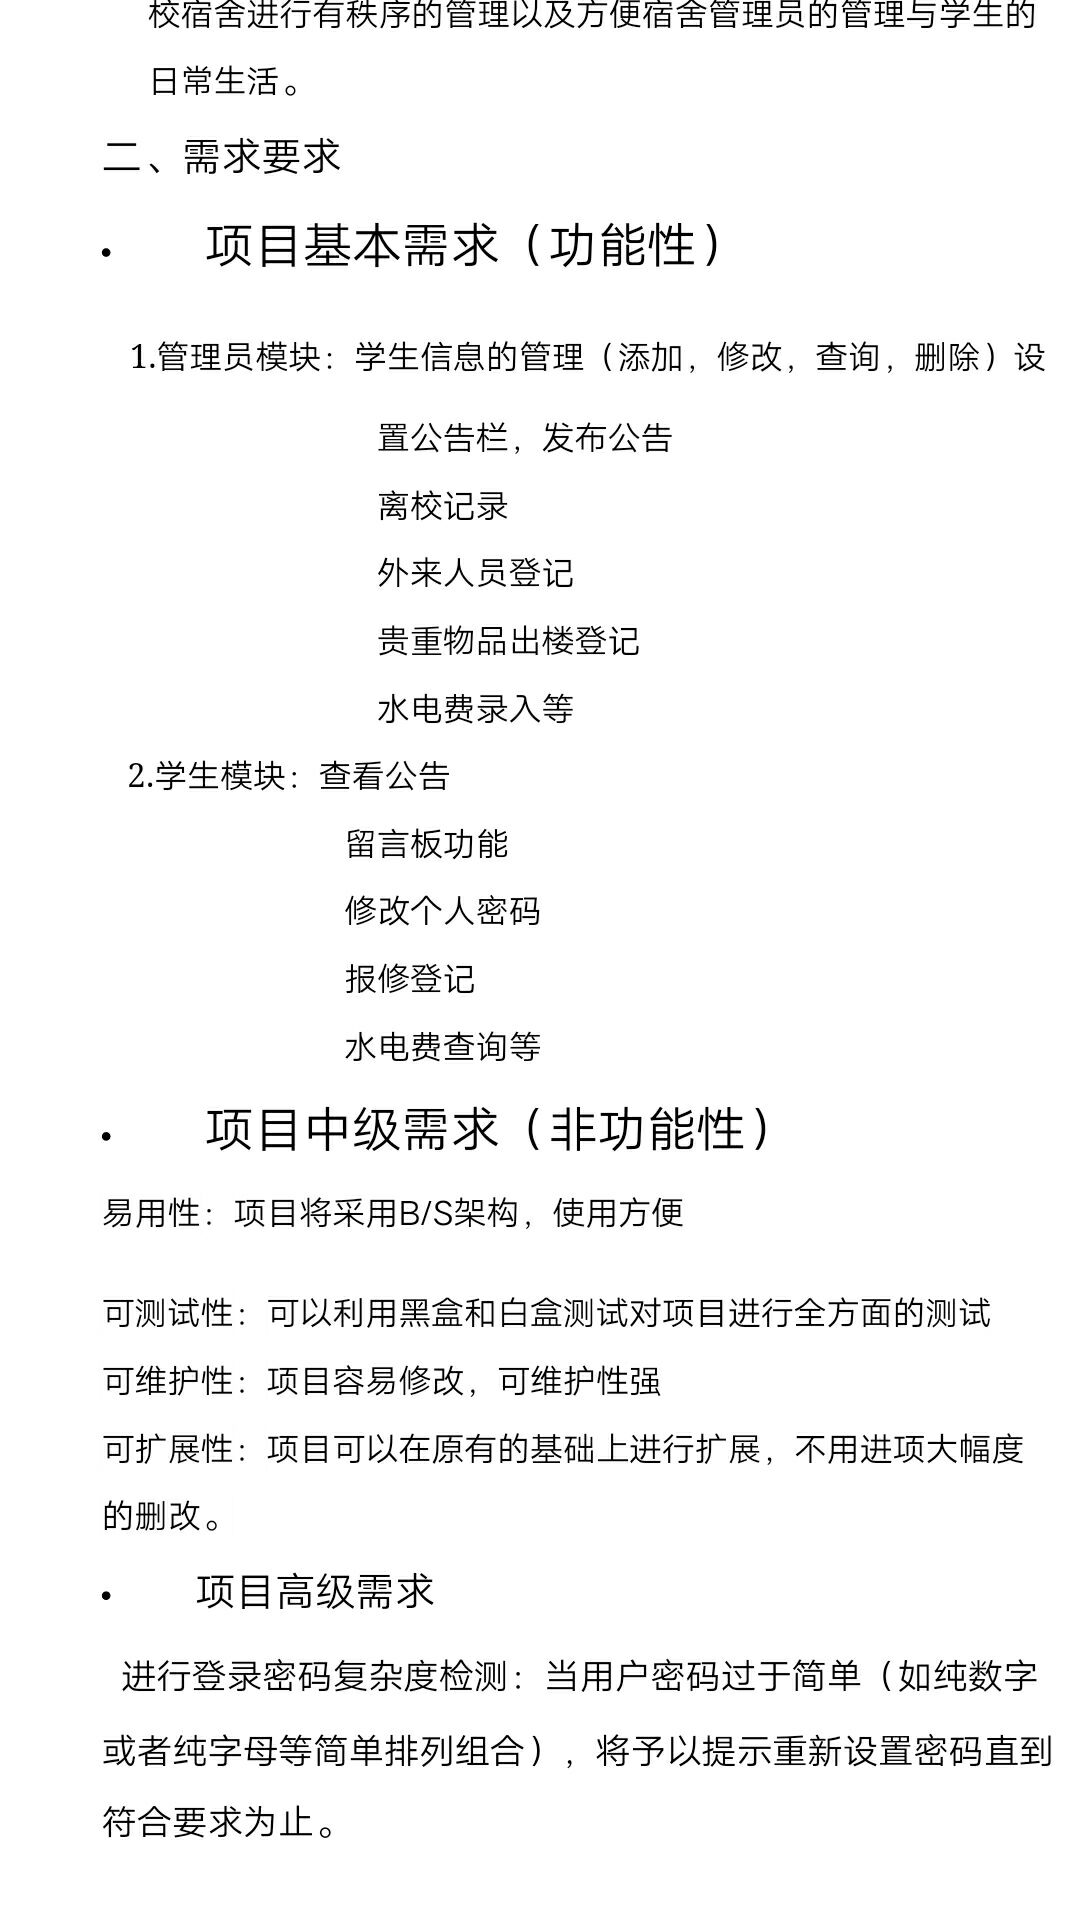 校宿舍进行有秩序的管理以及方便宿舍管理员的管理与学生的
日常生活。
二、需求要求
• 项目基本需求（功能性）
1.管理员模块：学生信息的管理（添加，修改，查询，删除）设
置公告栏，发布公告
离校记录
外来人员登记
贵重物品出楼登记
水电费录入等
2.学生模块：查看公告
留言板功能
修改个人密码
报修登记
水电费查询等
• 项目中级需求（非功能性）
易用性：项目将采用B/S架构，使用方便
可测试性：可以利用黑盒和白盒测试对项目进行全方面的测试
可维护性：项目容易修改，可维护性强
可扩展性：项目可以在原有的基础上进行扩展，不用进项大幅度
的删改。
• 项目高级需求
进行登录密码复杂度检测：当用户密码过于简单（如纯数字
或者纯字母等简单排列组合），将予以提示重新设置密码直到
符合要求为止。